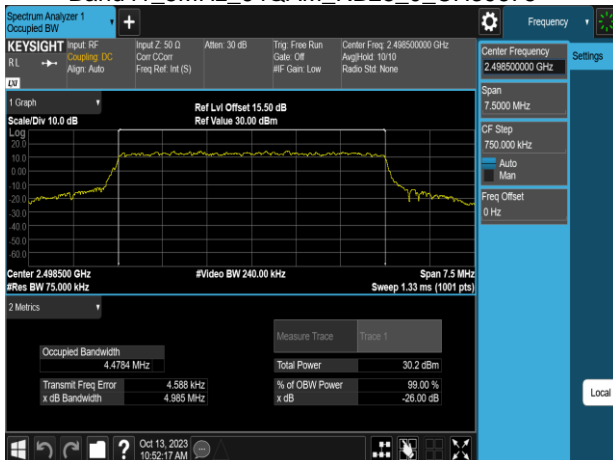 Spectrum Analyzer 1
Occupied BW
+
Frequency
KEYSIGHT
RL
LXI
Input: RF
Coupling: DC
Align: Auto
Input Z: 50 Ω
Corr CCorr
Freq Ref: Int (S)
Atten: 30 dB
Trig: Free Run
Gate: Off
#IF Gain: Low
Center Freq: 2.498500000 GHz
Avg|Hold: 10/10
Radio Std: None
Center Frequency
2.498500000 GHz
Settings
Span
7.5000 MHz
CF Step
750.000 kHz
Auto
Man
Freq Offset
0 Hz
Local
1 Graph
Scale/Div 10.0 dB
Ref Lvl Offset 15.50 dB
Ref Value 30.00 dBm
Log
20.0
10.0
0.00
-10.0
-20.0
-30.0
-40.0
-50.0
-60.0
Center 2.498500 GHz
#Res BW 75.000 kHz
#Video BW 240.00 kHz
Span 7.5 MHz
Sweep 1.33 ms (1001 pts)
2 Metrics
Measure Trace Trace 1
Occupied Bandwidth
4.4784 MHz
Total Power 30.2 dBm
Transmit Freq Error 4.588 kHz
% of OBW Power 99.00 %
x dB Bandwidth 4.985 MHz
x dB -26.00 dB
?
Oct 13, 2023
10:52:17 AM